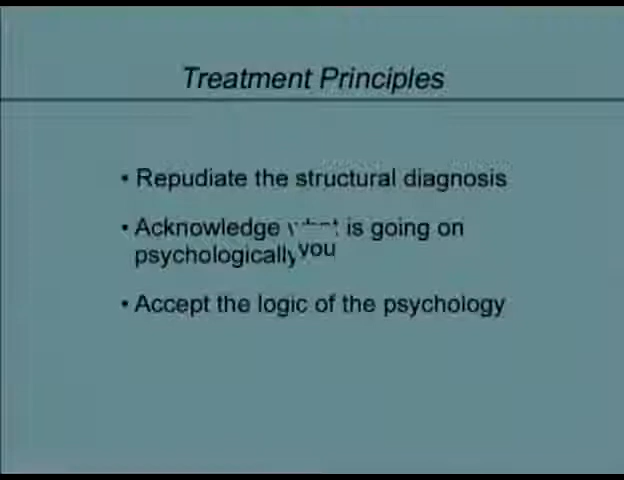 Treatment Principles
• Repudiate the structural diagnosis
• Acknowledge is going on
psychologically you
• Accept the logic of the psychology